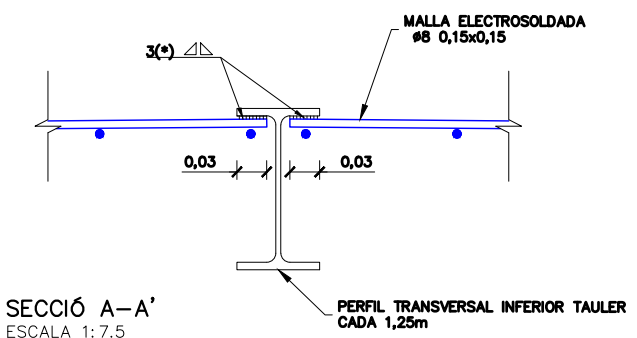 MALLA ELECTROSOLDADA
ø8 0,15x0,15
3(*)
0,03
0,03
SECCIÓ A-A'
ESCALA 1:7.5
PERFIL TRANSVERSAL INFERIOR TAULER
CADA 1,25m